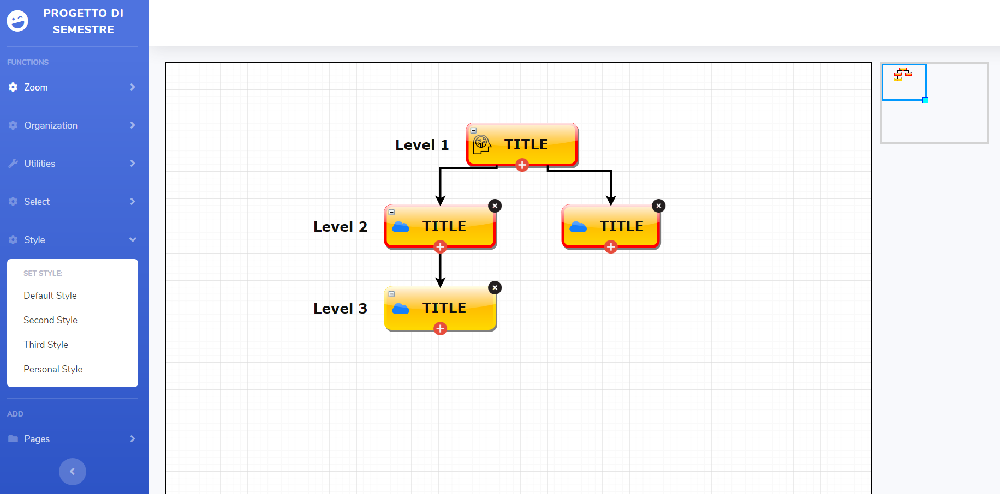 PROGETTO DI
SEMESTRE
FUNCTIONS
Zoom
Organization
Utilities
Select
Style
SET STYLE:
Default Style
Second Style
Third Style
Personal Style
ADD
Pages
Level 1
TITLE
Level 2
TITLE
TITLE
Level 3
TITLE